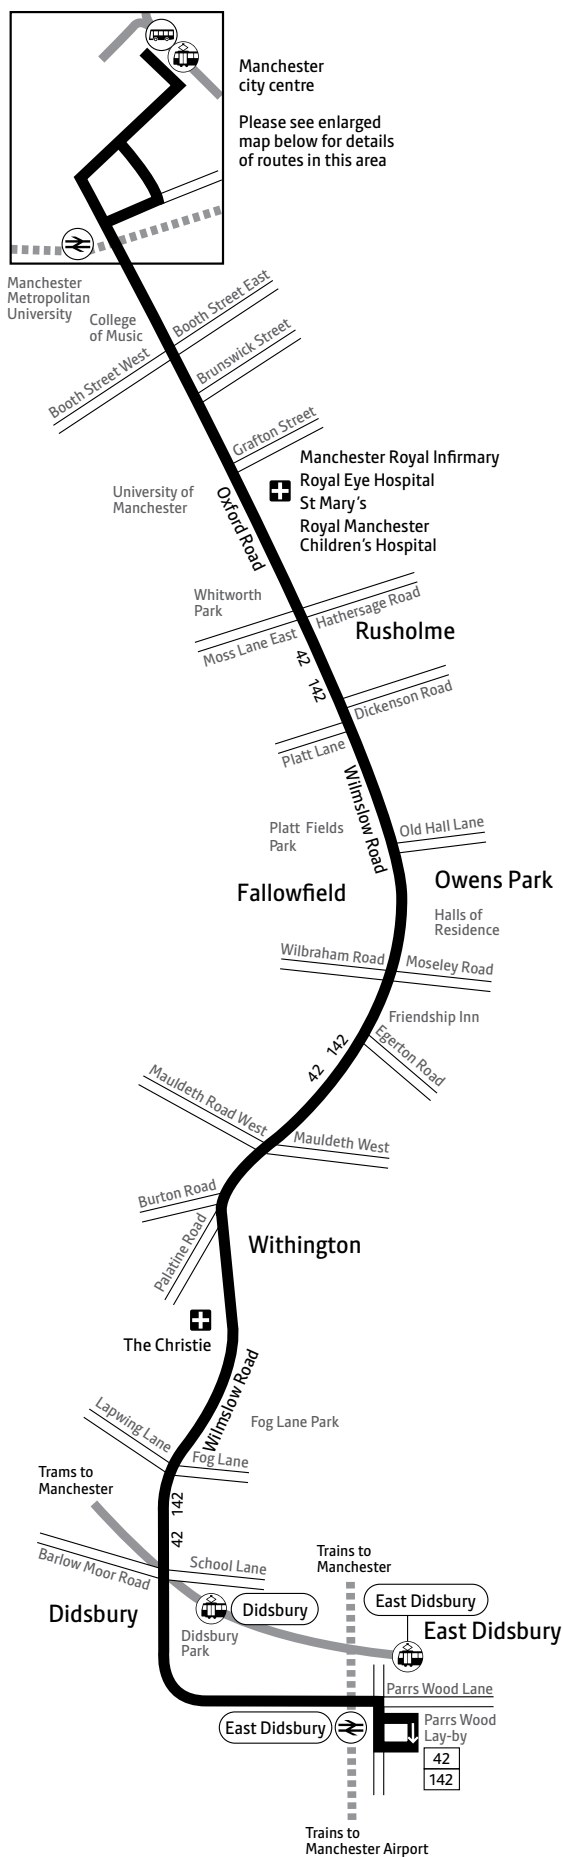 Manchester
city centre
Please see enlarged
map below for details
of routes in this area
Manchester
Metropolitan
University
College
of Music
Booth Street East
Booth Street West
Brunswick Street
Grafton Street
Manchester Royal Infirmary
Royal Eye Hospital
St Mary's
Royal Manchester
Children's Hospital
University of
Manchester
Oxford Road
Whitworth
Park
Hathersage Road
Moss Lane East
Rusholme
42
142
Dickenson Road
Platt Lane
Wilmslow Road
Platt Fields
Park
Old Hall Lane
Fallowfield
Owens Park
Halls of
Residence
Wilbraham Road
Moseley Road
Friendship Inn
Egerton Road
42 142
Mauldeth Road West
Mauldeth West
Burton Road
Palatine Road
Withington
The Christie
Wilmslow Road
Fog Lane Park
Lapwing Lane
Fog Lane
Trams to
Manchester
42 142
Barlow Moor Road
School Lane
Trains to
Manchester
Didsbury
Didsbury
Didsbury
Park
East Didsbury
East Didsbury
Parrs Wood Lane
East Didsbury
Parrs Wood
Lay-by
42
142
Trains to
Manchester Airport